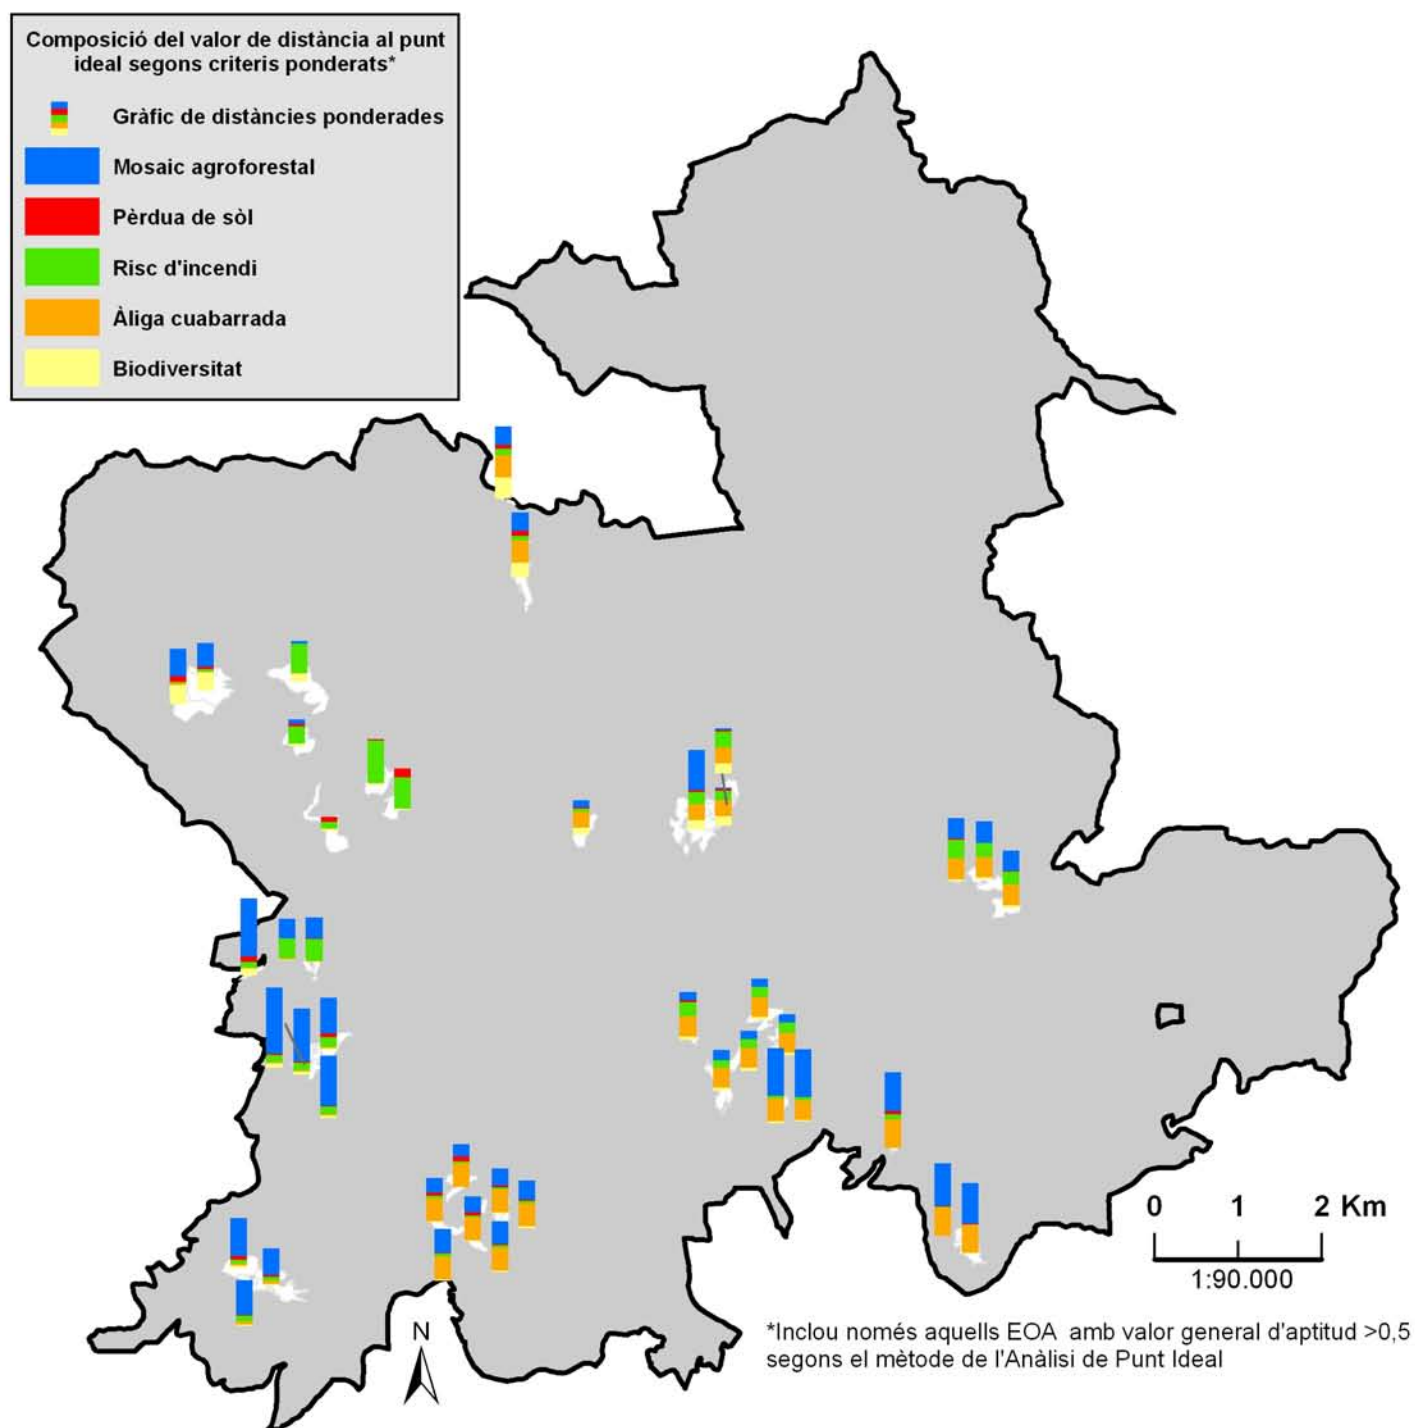 Composició del valor de distància al punt
ideal segons criteris ponderats*
Gràfic de distàncies ponderades
Mosaic agroforestal
Pèrdua de sòl
Risc d'incendi
Àliga cuabarrada
Biodiversitat
0 1 2 Km
1:90.000
N
*Inclou només aquells EOA amb valor general d'aptitud >0,5
segons el mètode de l'Anàlisi de Punt Ideal